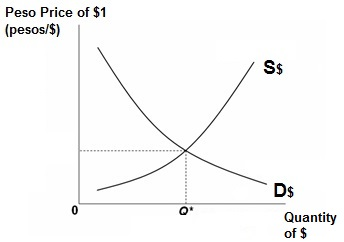 Peso Price of $1
(pesos/$)
S$
D$
0
Q*
Quantity
of $